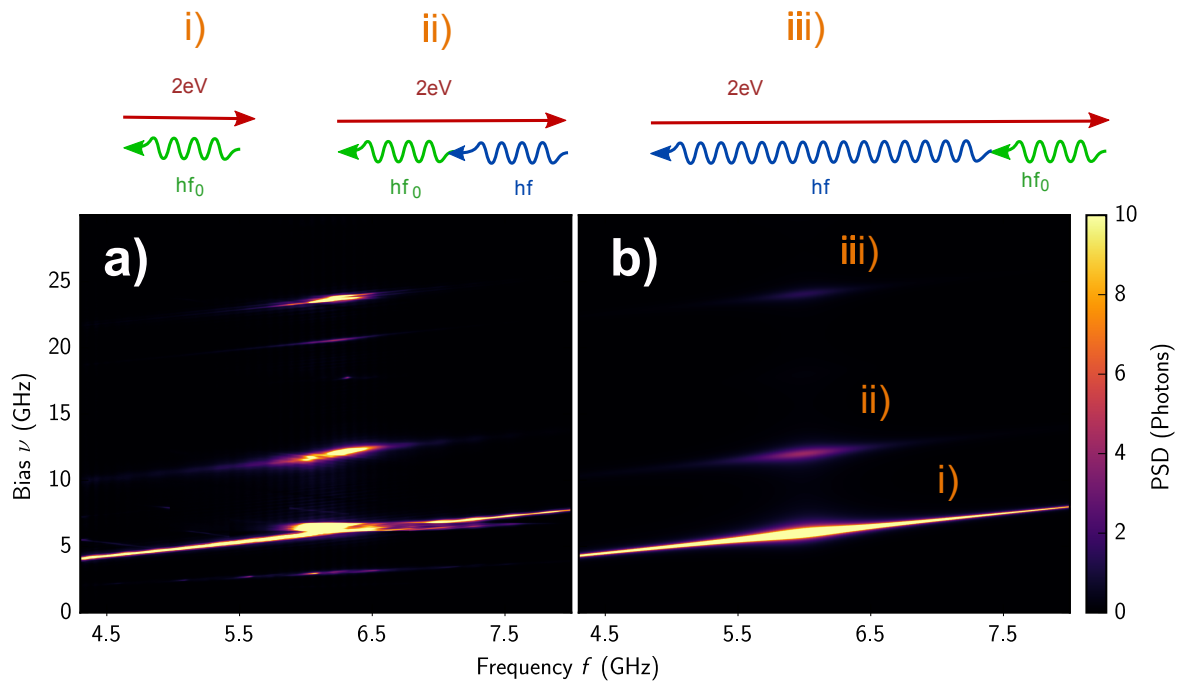 i) ii) iii)
2eV 2eV 2eV
hf0 hf0 hf hf hf0
a) b)
iii)
ii)
i)
25
20
15
10
5
0
Bias ν (GHz)
10
8
6
4
2
0
PSD (Photons)
4.5 5.5 6.5 7.5 4.5 5.5 6.5 7.5
Frequency f (GHz)